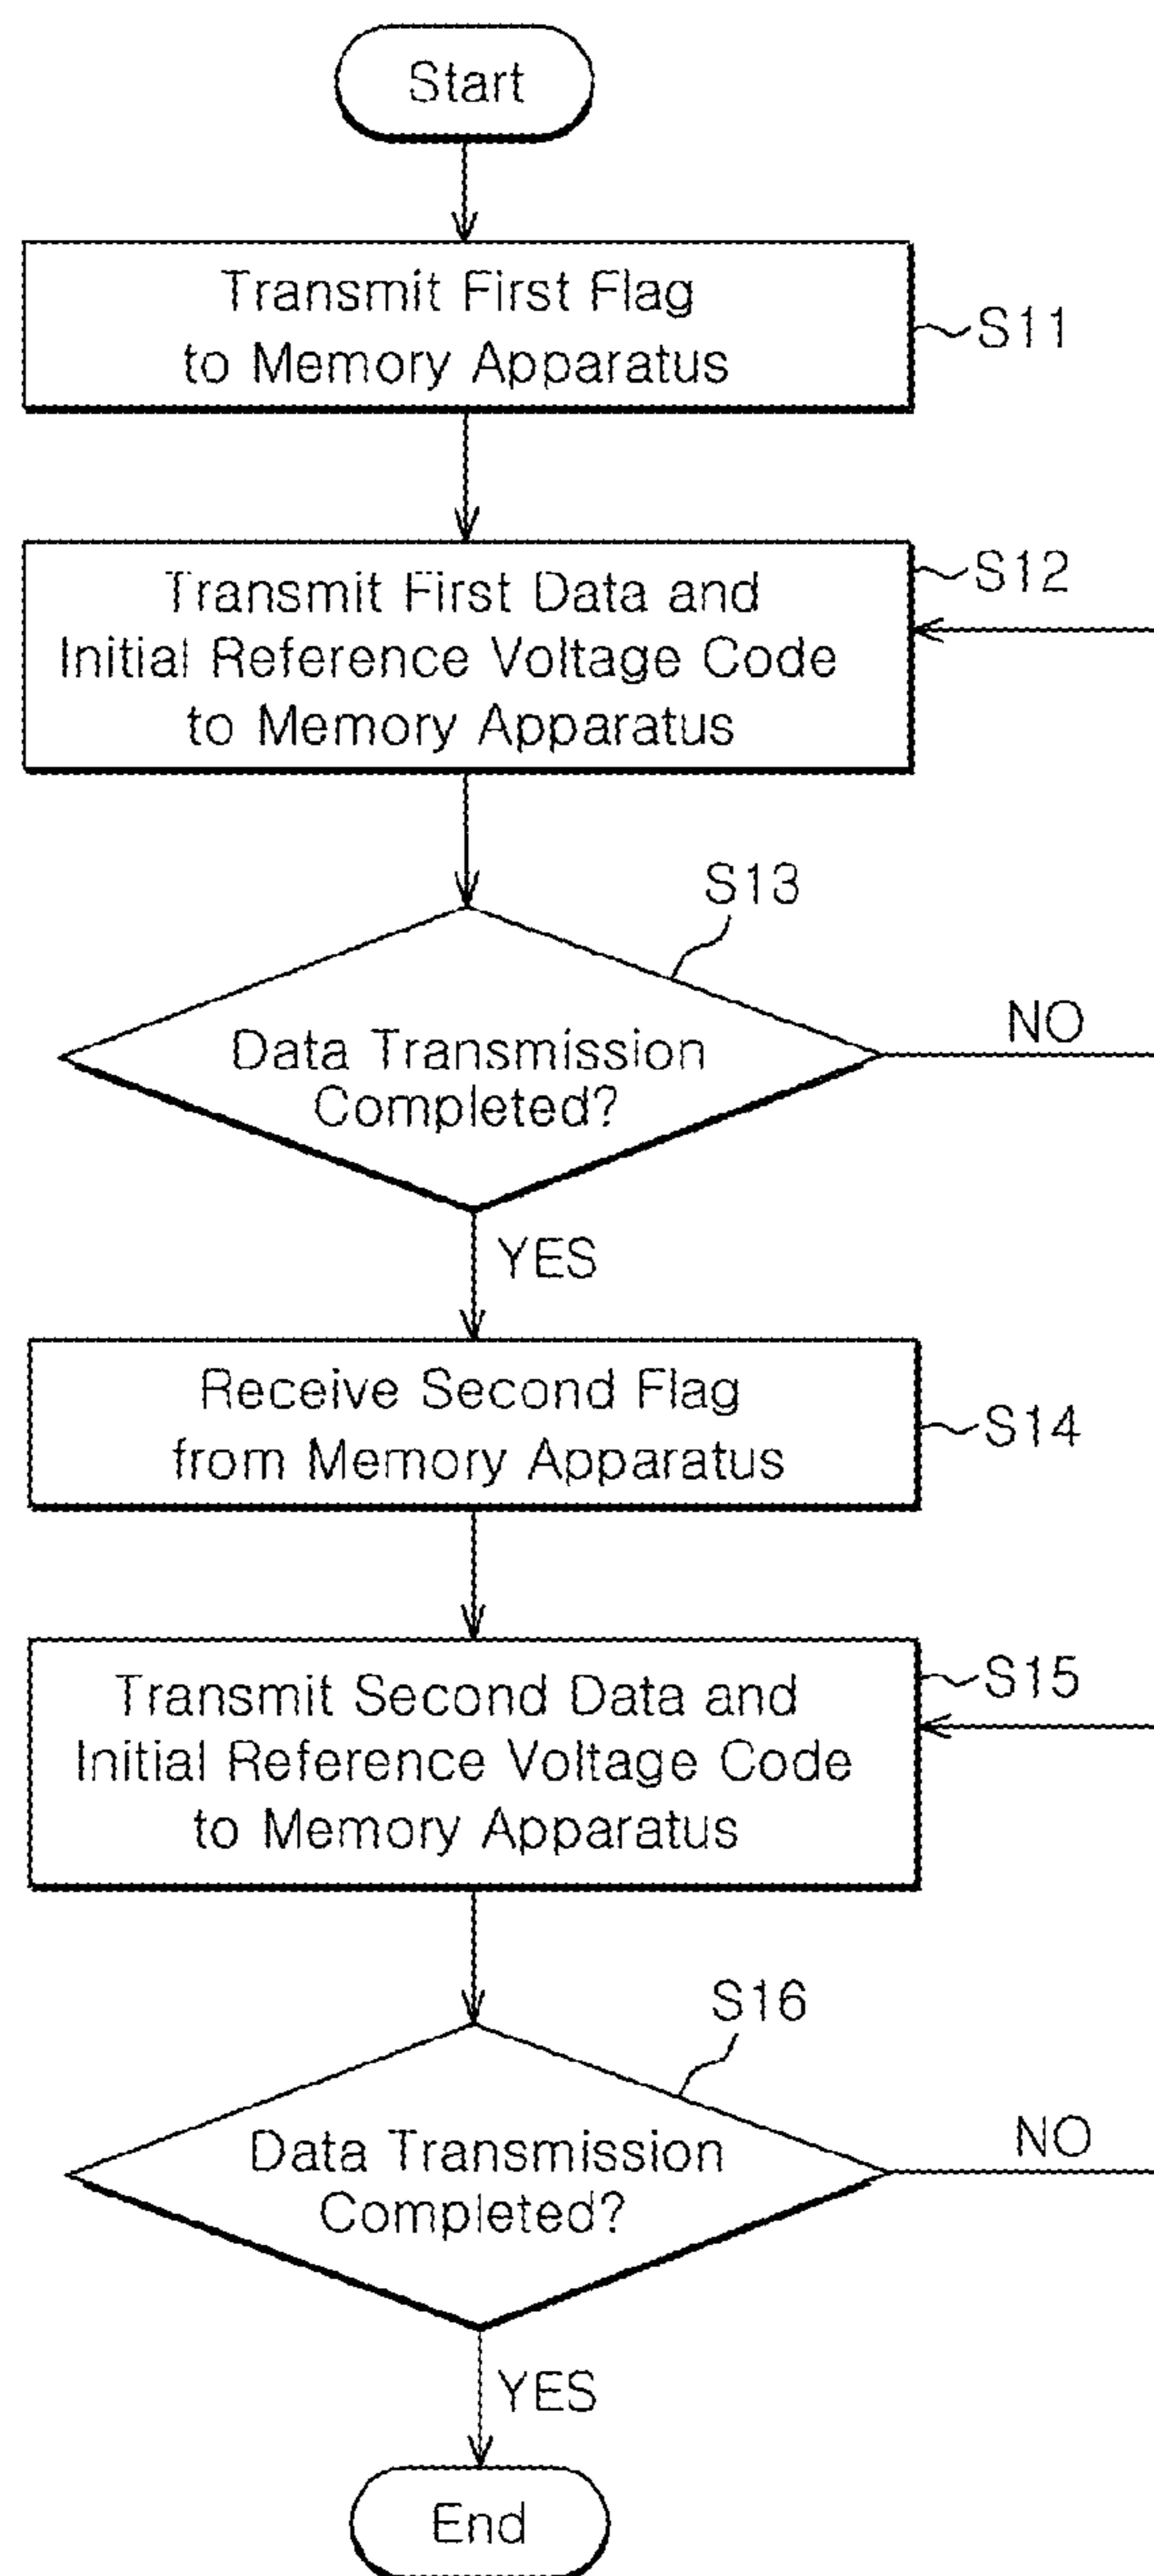 Start
Transmit First Flag
to Memory Apparatus
S11
Transmit First Data and
Initial Reference Voltage Code
to Memory Apparatus
S12
S13
Data Transmission
Completed?
NO
YES
Receive Second Flag
from Memory Apparatus
S14
Transmit Second Data and
Initial Reference Voltage Code
to Memory Apparatus
S15
S16
Data Transmission
Completed?
NO
YES
End